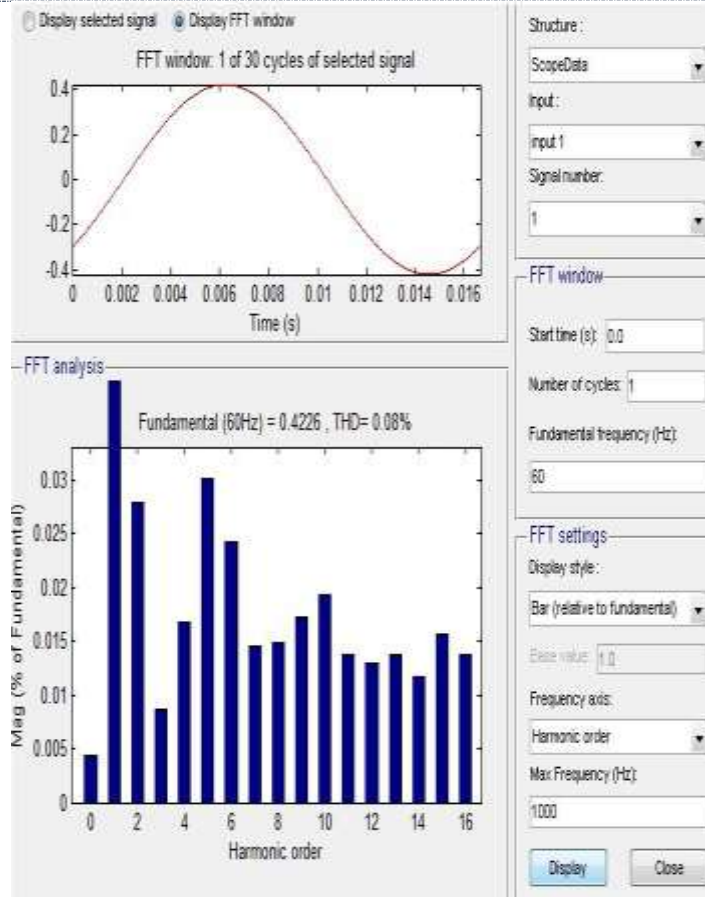 Display selected signal
Display FFT window
FFT window: 1 of 30 cycles of selected signal
0.4
0.2
0
-0.2
-0.4
0 0.002 0.004 0.006 0.008 0.01 0.012 0.014 0.016
Time (s)
FFT analysis
Fundamental (60Hz) = 0.4226 , THD= 0.08%
0.03
0.025
0.02
0.015
0.01
0.005
0
Mag (% of Fundamental)
0 2 4 6 8 10 12 14 16
Harmonic order
Structure :
ScopeData
Input :
input 1
Signal number:
1
FFT window
Start time (s): 0.0
Number of cycles: 1
Fundamental frequency (Hz):
60
FFT settings
Display style :
Bar (relative to fundamental)
Base value: 1.0
Frequency axis:
Harmonic order
Max Frequency (Hz):
1000
Display
Close